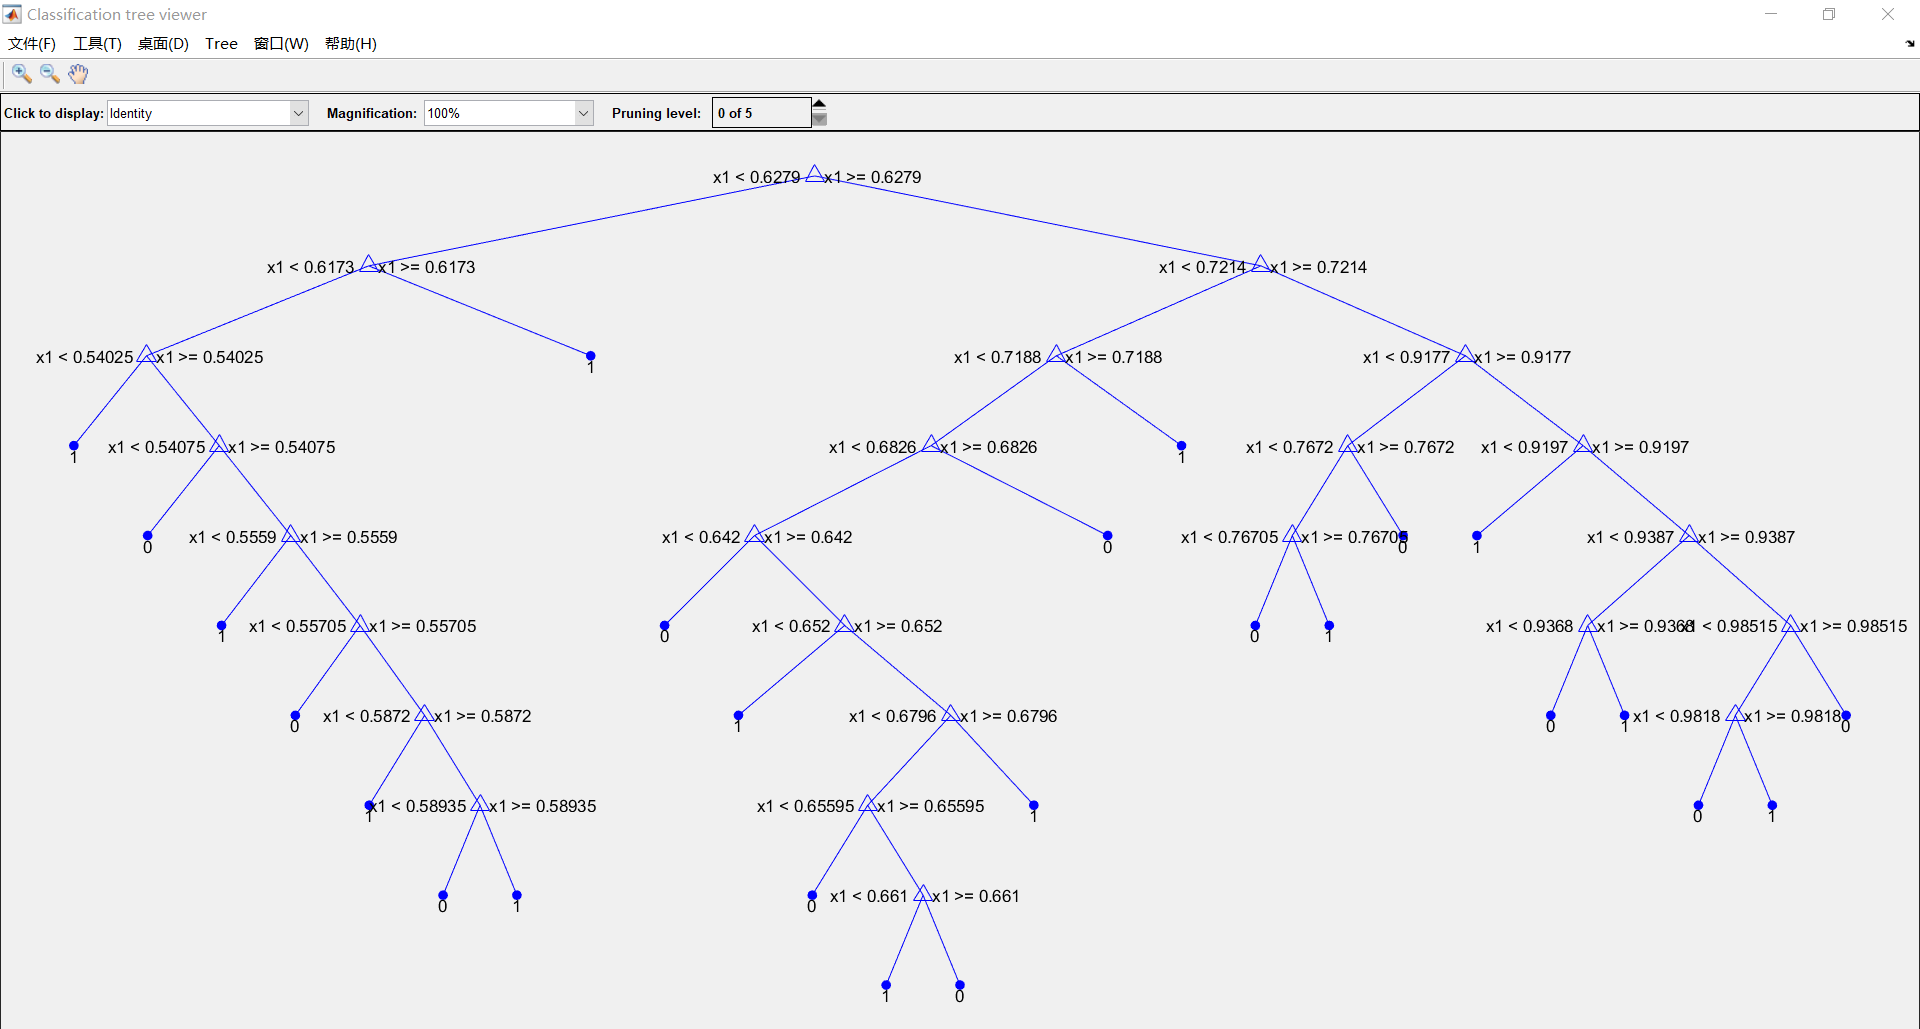 Classification tree viewer
文件(F) 工具(T) 桌面(D) Tree 窗口(W) 帮助(H)
Click to display: Identity Magnification: 100% Pruning level: 0 of 5
x1 < 0.6279 x1 >= 0.6279
x1 < 0.6173 x1 >= 0.6173 x1 < 0.7214 x1 >= 0.7214
x1 < 0.54025 x1 >= 0.54025 1 x1 < 0.7188 x1 >= 0.7188 x1 < 0.9177 x1 >= 0.9177
1 x1 < 0.54075 x1 >= 0.54075 x1 < 0.6826 x1 >= 0.6826 1 x1 < 0.7672 x1 >= 0.7672 x1 < 0.9197 x1 >= 0.9197
0 x1 < 0.5559 x1 >= 0.5559 x1 < 0.642 x1 >= 0.642 0 x1 < 0.76705 x1 >= 0.76705 0 1 x1 < 0.9387 x1 >= 0.9387
1 x1 < 0.55705 x1 >= 0.55705 0 x1 < 0.652 x1 >= 0.652 0 1 x1 < 0.9368 x1 >= 0.9368 x1 < 0.98515 x1 >= 0.98515
0 x1 < 0.5872 x1 >= 0.5872 1 x1 < 0.6796 x1 >= 0.6796 0 1 x1 < 0.9818 x1 >= 0.9818 0
1 x1 < 0.58935 x1 >= 0.58935 x1 < 0.65595 x1 >= 0.65595 1 0 1
0 1 0 x1 < 0.661 x1 >= 0.661
1 0